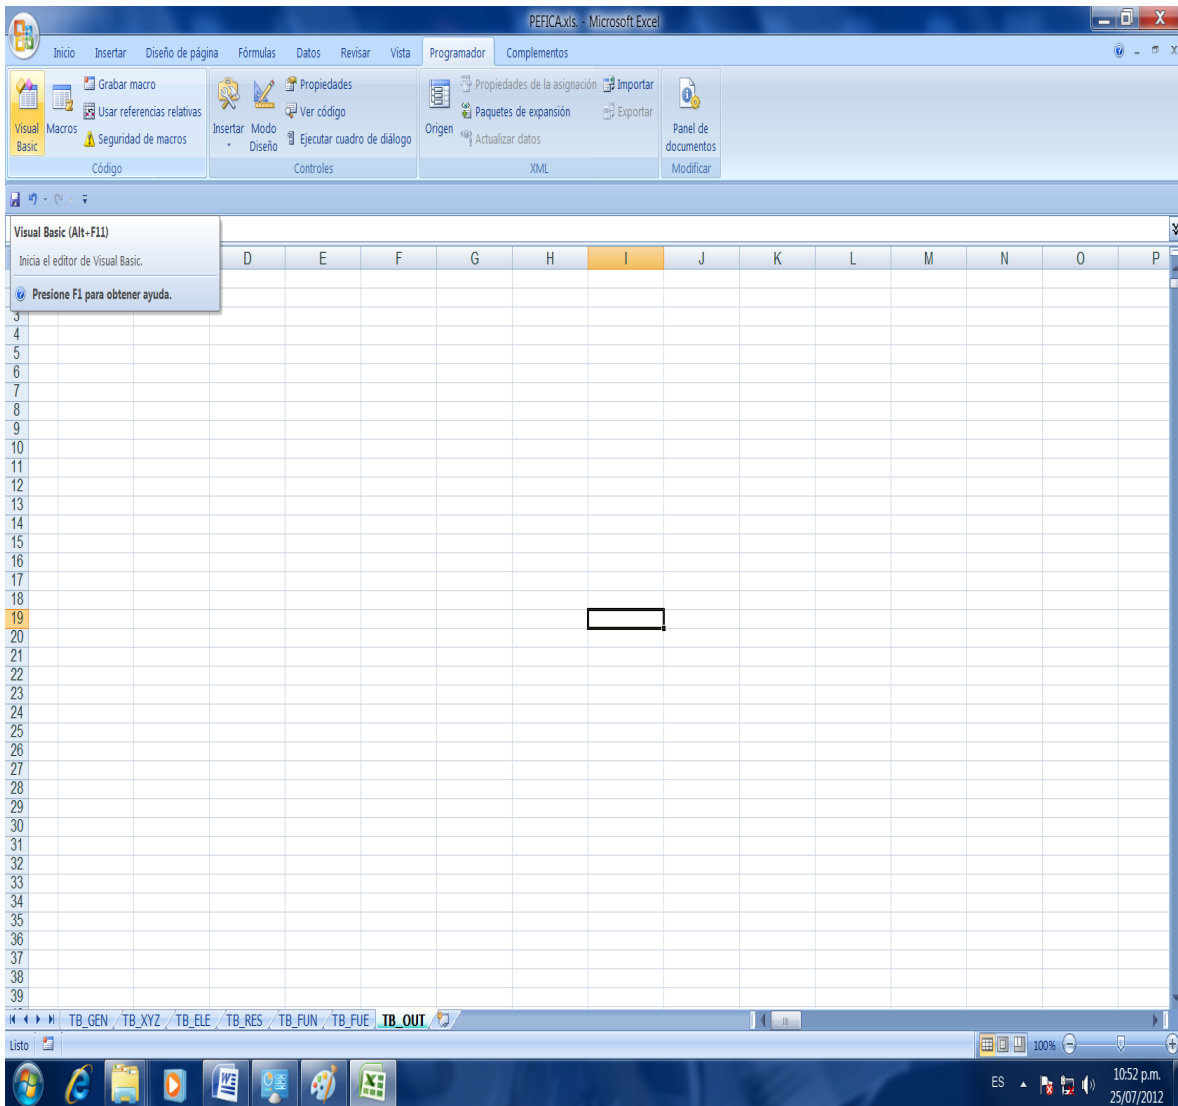 PEFICA.xls. - Microsoft Excel
Inicio Insertar Diseño de página Fórmulas Datos Revisar Vista Programador Complementos
Visual Basic
Macros
Grabar macro
Usar referencias relativas
Seguridad de macros
Código
Insertar
Modo Diseño
Propiedades
Ver código
Ejecutar cuadro de diálogo
Controles
Origen
Propiedades de la asignación
Paquetes de expansión
Actualizar datos
Importar
Exportar
XML
Panel de documentos
Modificar
Visual Basic (Alt+F11)
Inicia el editor de Visual Basic.
Presione F1 para obtener ayuda.
D E F G H I J K L M N O P
3
4
5
6
7
8
9
10
11
12
13
14
15
16
17
18
19
20
21
22
23
24
25
26
27
28
29
30
31
32
33
34
35
36
37
38
39
TB_GEN TB_XYZ TB_ELE TB_RES TB_FUN TB_FUE TB_OUT
Listo 100%
ES 10:52 p.m.
25/07/2012